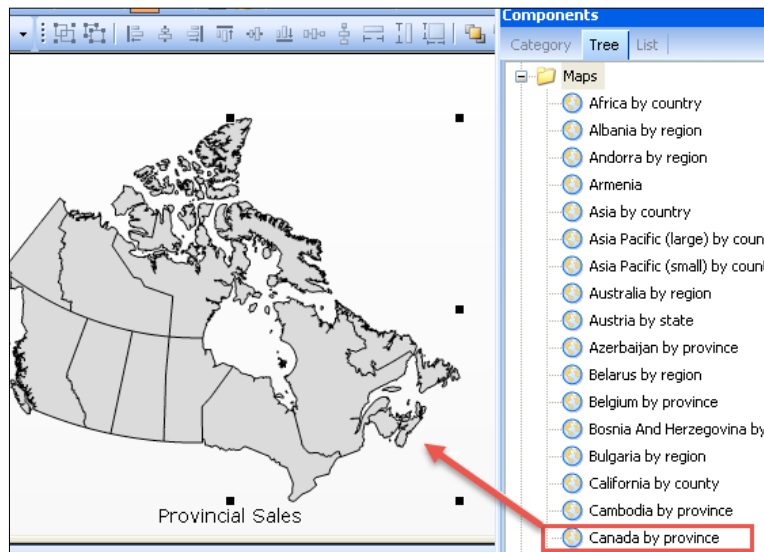 Components
Category Tree List
Maps
Africa by country
Albania by region
Andorra by region
Armenia
Asia by country
Asia Pacific (large) by coun
Asia Pacific (small) by count
Australia by region
Austria by state
Azerbaijan by province
Belarus by region
Belgium by province
Bosnia And Herzegovina by
Bulgaria by region
California by county
Cambodia by province
Canada by province
Provincial Sales